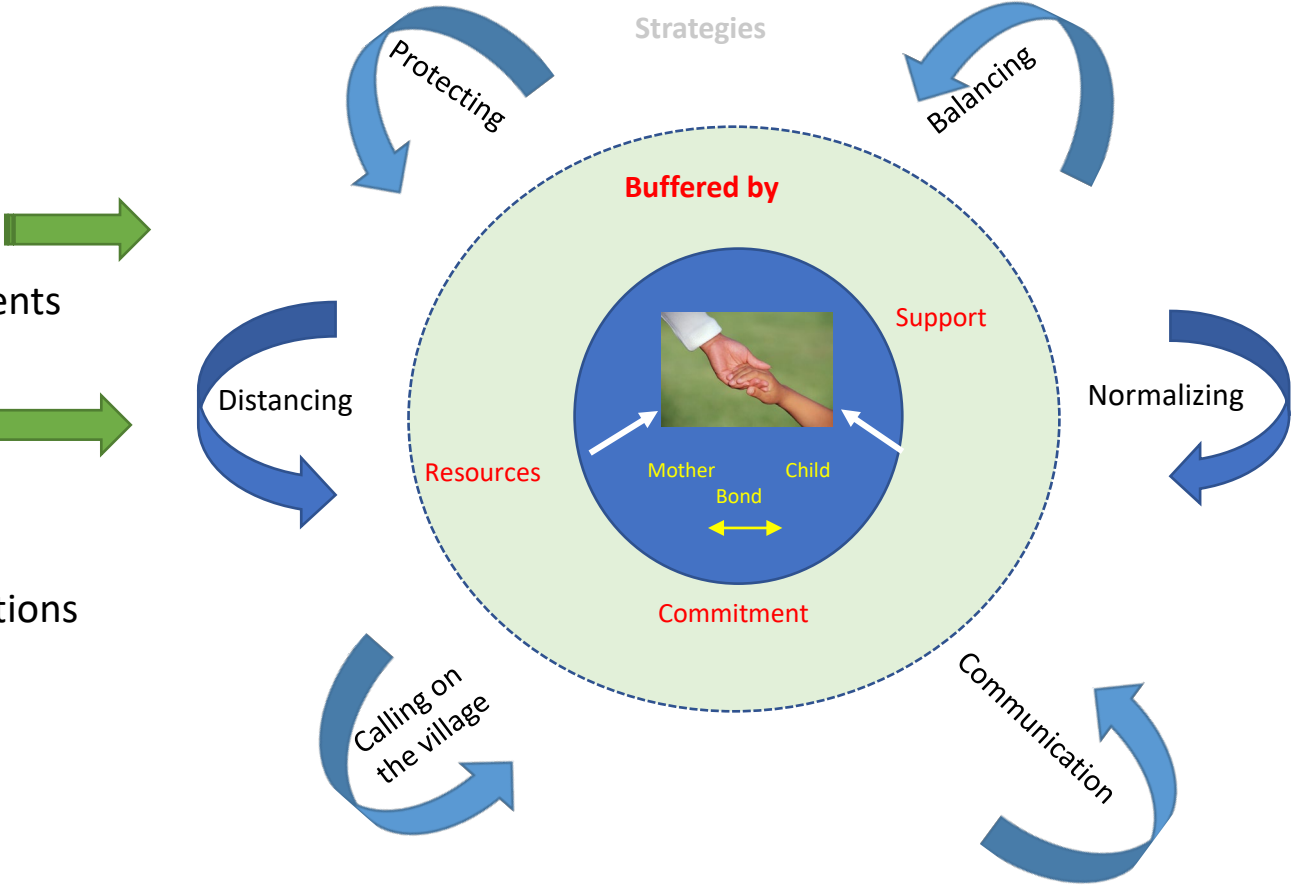 Strategies
Protecting
Balancing
Buffered by
ents
Support
Distancing
Normalizing
Resources
Mother
Child
Bond
tions
Commitment
Calling on
the village
Communication